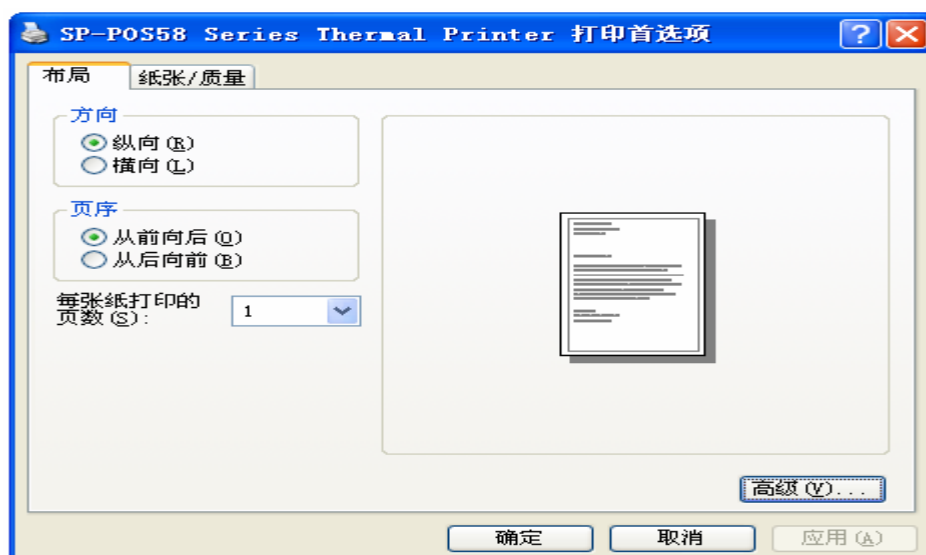 SP-POS58 Series Thermal Printer 打印首选项
布局
纸张/质量
方向
纵向(R)
横向(L)
页序
从前向后(O)
从后向前(B)
每张纸打印的
页数(S):
1
高级(V)...
确定
取消
应用(A)